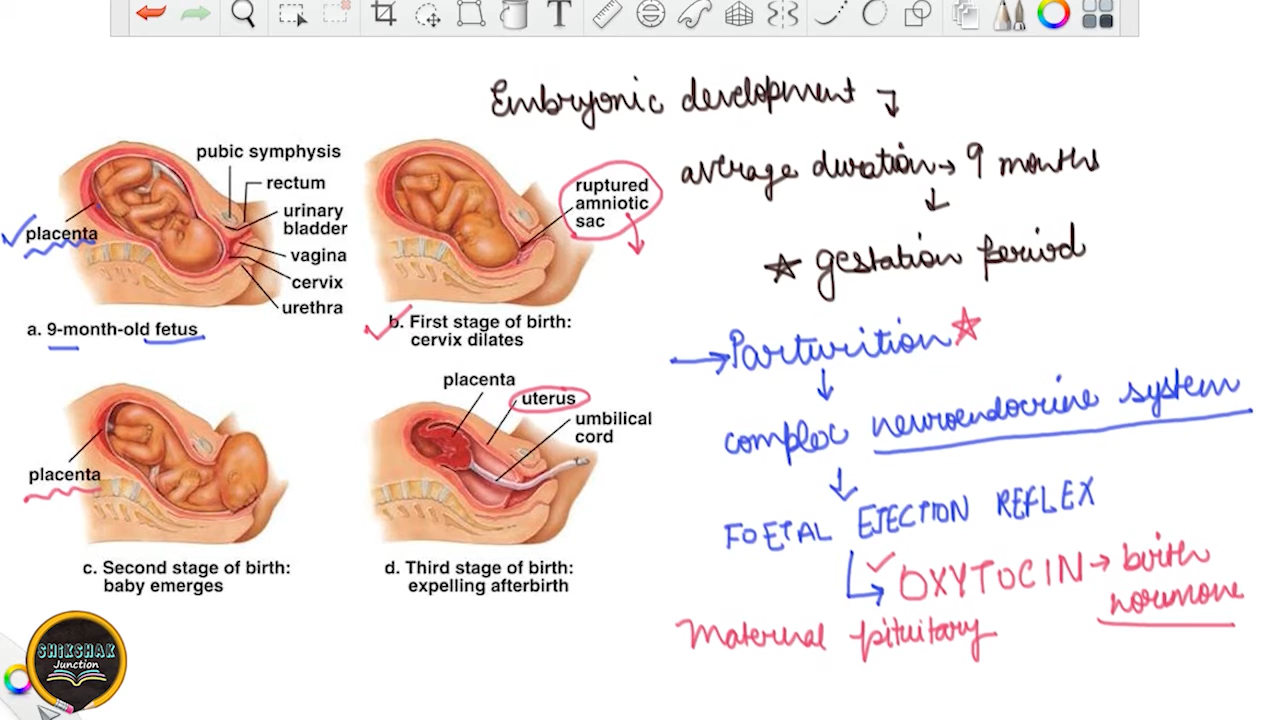 Embryonic development
average duration → 9 months
↓
☆ gestation period
→ Parturition ☆
↓
complex neuroendocrine system
↓
FOETAL EJECTION REFLEX
↳ ✓ OXYTOCIN → birth
hormone
Maternal pituitary
pubic symphysis
rectum
urinary
bladder
vagina
cervix
urethra
placenta
a. 9-month-old fetus
ruptured
amniotic
sac
b. First stage of birth:
cervix dilates
placenta
c. Second stage of birth:
baby emerges
placenta
uterus
umbilical
cord
d. Third stage of birth:
expelling afterbirth
SHIKSHAK
Junction